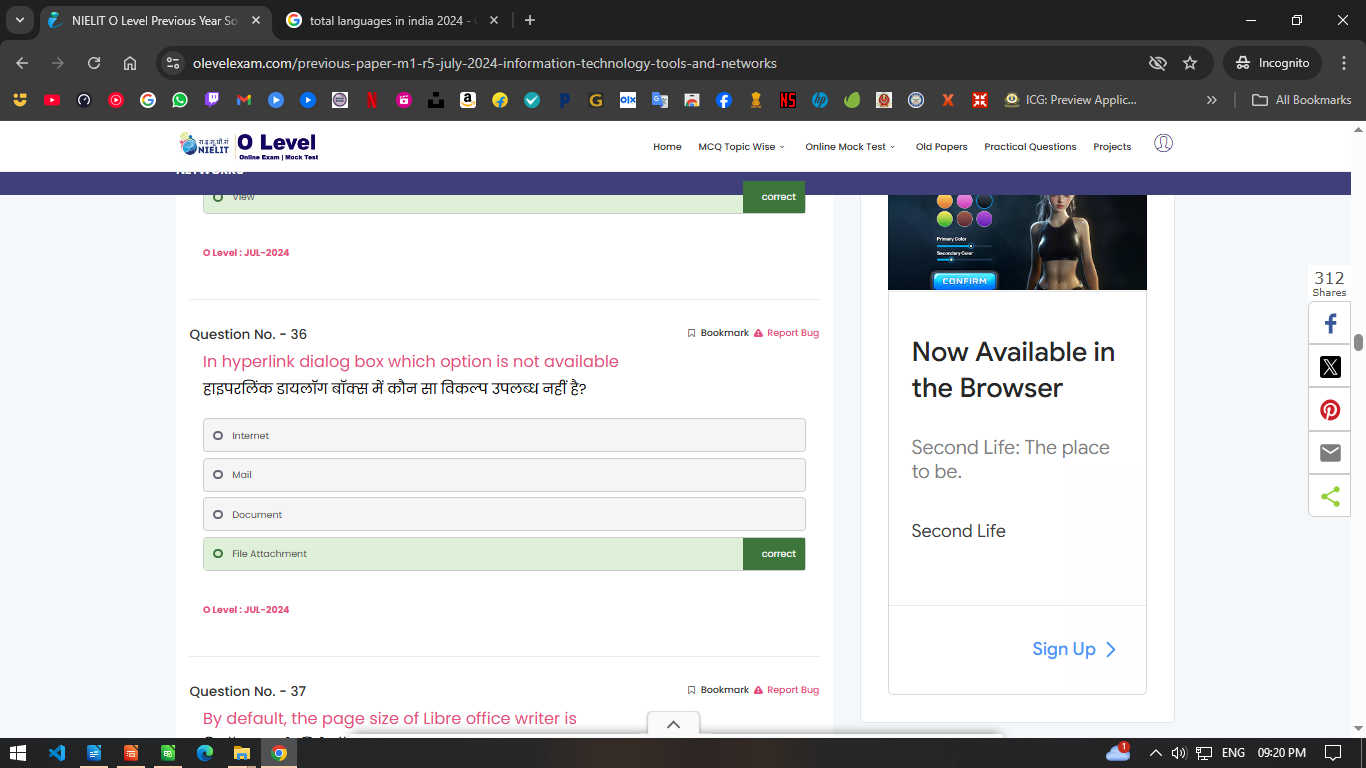 NIELIT O Level Previous Year So
total languages in india 2024 -
olevelexam.com/previous-paper-m1-r5-july-2024-information-technology-tools-and-networks
Incognito
ICG: Preview Applic...
All Bookmarks
रा.इ.सू.प्रौ.सं
NIELIT
O Level
Online Exam | Mock Test
Home
MCQ Topic Wise
Online Mock Test
Old Papers
Practical Questions
Projects
NETWORKS
View
correct
O Level : JUL-2024
Question No. - 36
Bookmark
Report Bug
In hyperlink dialog box which option is not available
हाइपरलिंक डायलॉग बॉक्स में कौन सा विकल्प उपलब्ध नहीं है?
Internet
Mail
Document
File Attachment
correct
O Level : JUL-2024
Question No. - 37
Bookmark
Report Bug
By default, the page size of Libre office writer is
Primary Color
Secondary Color
CONFIRM
Now Available in
the Browser
Second Life: The place
to be.
Second Life
Sign Up
312
Shares
1
ENG
09:20 PM